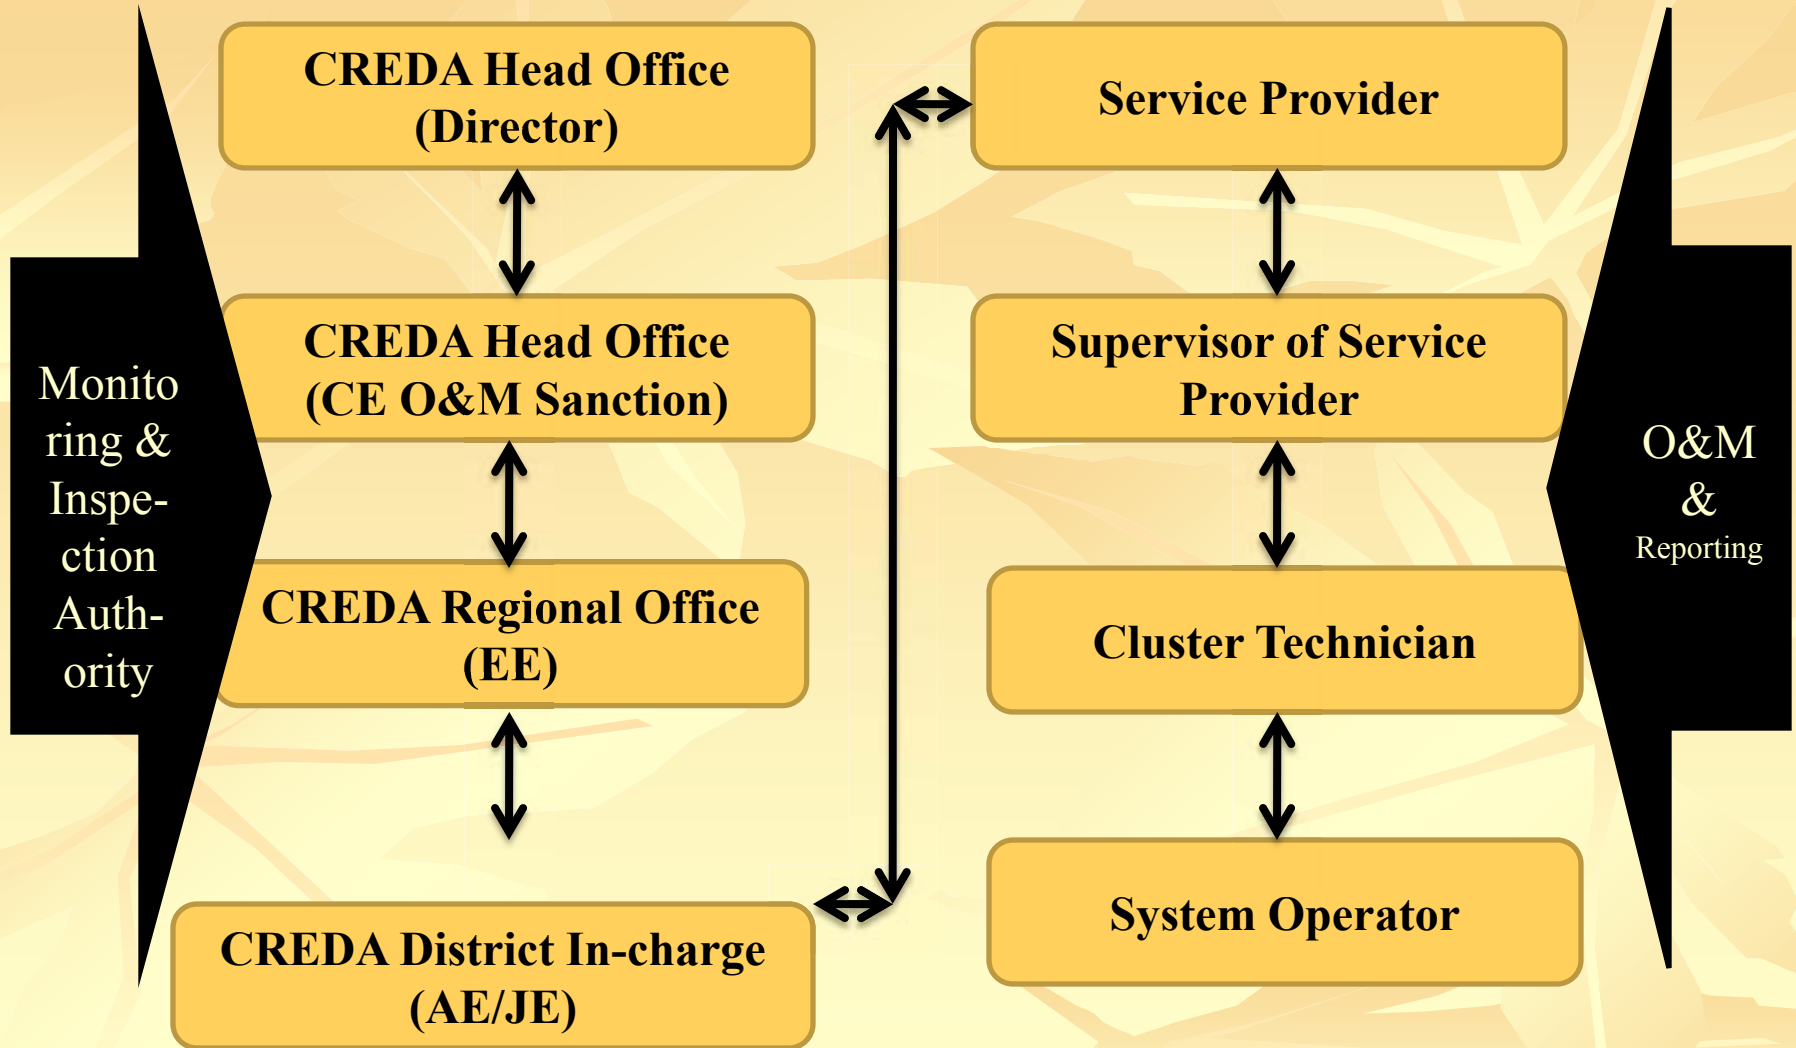 Monito
ring &
Inspe-
ction
Auth-
ority
CREDA Head Office
(Director)
CREDA Head Office
(CE O&M Sanction)
CREDA Regional Office
(EE)
CREDA District In-charge
(AE/JE)
Service Provider
Supervisor of Service
Provider
Cluster Technician
System Operator
O&M
&
Reporting